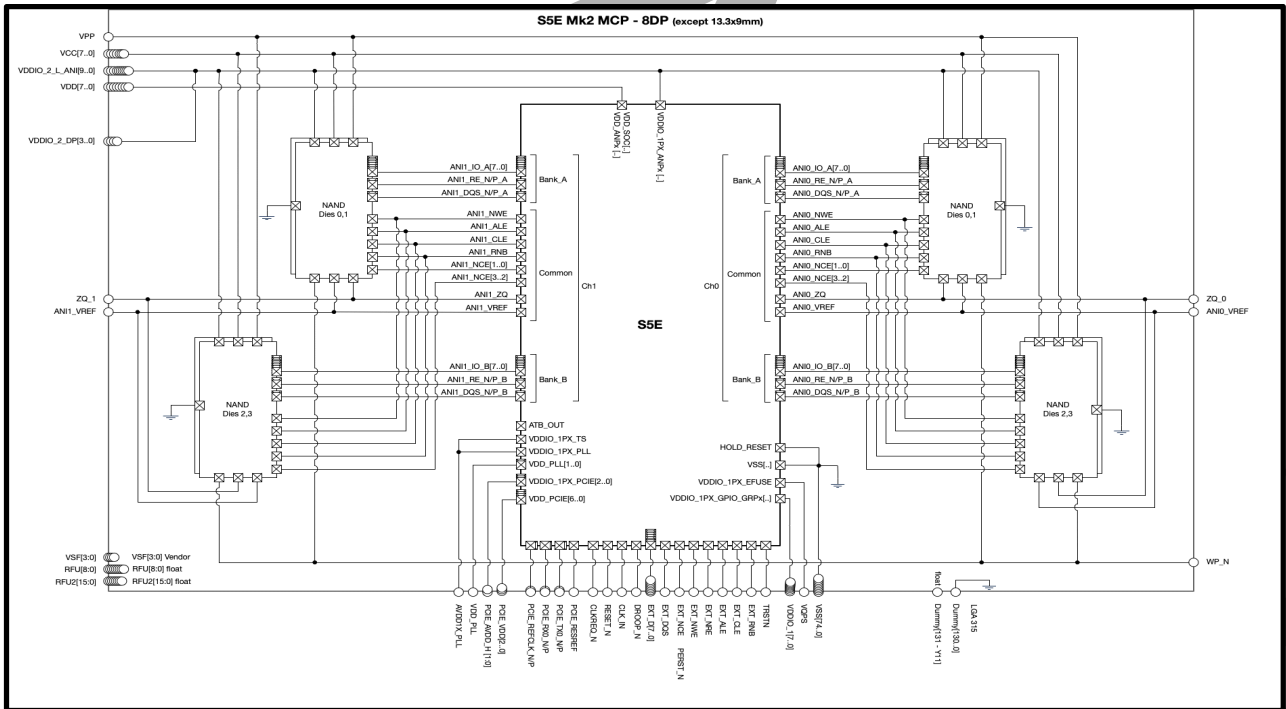 S5E Mk2 MCP - 8DP (except 13.3x9mm)
VPP
VCC[7..0]
VDDIO_2_L_ANI[9..0]
VDD[7..0]
VDDIO_2_DP[3..0]
VDD_SOC[..]
VDD_ANPx [..]
VDDIO_1PX_ANPx [..]
NAND
Dies 0,1
ANI1_IO_A[7..0]
ANI1_RE_N/P_A
ANI1_DQS_N/P_A
Bank_A
ANI1_NWE
ANI1_ALE
ANI1_CLE
ANI1_RNB
ANI1_NCE[1..0]
ANI1_NCE[3..2]
ANI1_ZQ
ANI1_VREF
Common
Ch1
ZQ_1
ANI1_VREF
NAND
Dies 2,3
ANI1_IO_B[7..0]
ANI1_RE_N/P_B
ANI1_DQS_N/P_B
Bank_B
S5E
Bank_A
ANI0_IO_A[7..0]
ANI0_RE_N/P_A
ANI0_DQS_N/P_A
NAND
Dies 0,1
Ch0
Common
ANI0_NWE
ANI0_ALE
ANI0_CLE
ANI0_RNB
ANI0_NCE[1..0]
ANI0_NCE[3..2]
ANI0_ZQ
ANI0_VREF
ZQ_0
ANI0_VREF
Bank_B
ANI0_IO_B[7..0]
ANI0_RE_N/P_B
ANI0_DQS_N/P_B
NAND
Dies 2,3
ATB_OUT
VDDIO_1PX_TS
VDDIO_1PX_PLL
VDD_PLL[1..0]
VDDIO_1PX_PCIE[2..0]
VDD_PCIE[6..0]
HOLD_RESET
VSS[..]
VDDIO_1PX_EFUSE
VDDIO_1PX_GPIO_GRPx[..]
VSF[3:0]
VSF[3:0] Vendor
RFU[8:0]
RFU[8:0] float
RFU2[15:0]
RFU2[15:0] float
WP_N
AVDD1X_PLL
VDD_PLL
PCIE_AVDD_H [1:0]
PCIE_VDD[2..0]
PCIE_REFCLK_N/P
PCIE_RX0_N/P
PCIE_TX0_N/P
PCIE_RESREF
CLKREQ_N
RESET_N
CLK_IN
DROOP_N
EXT_D[7..0]
EXT_DQS
EXT_NCE
PERST_N
EXT_NWE
EXT_NRE
EXT_ALE
EXT_CLE
EXT_RNB
TRSTN
VDDIO_1[7..0]
VQPS
VSS[74..0]
float
Dummy[131 - Y11]
Dummy[130..0]
LGA 315